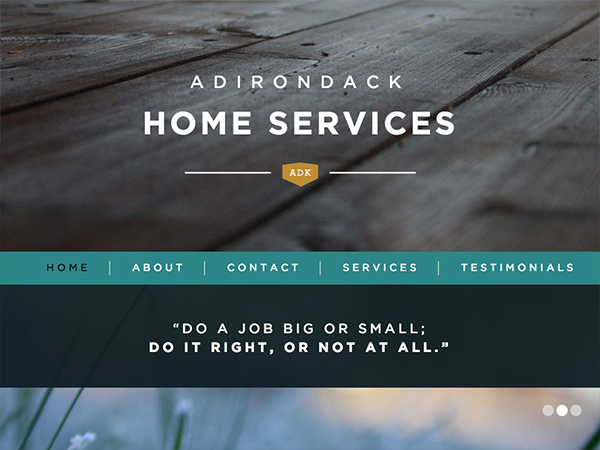 ADIRONDACK
HOME SERVICES
ADK
HOME | ABOUT | CONTACT | SERVICES | TESTIMONIALS
“DO A JOB BIG OR SMALL;
DO IT RIGHT, OR NOT AT ALL.”